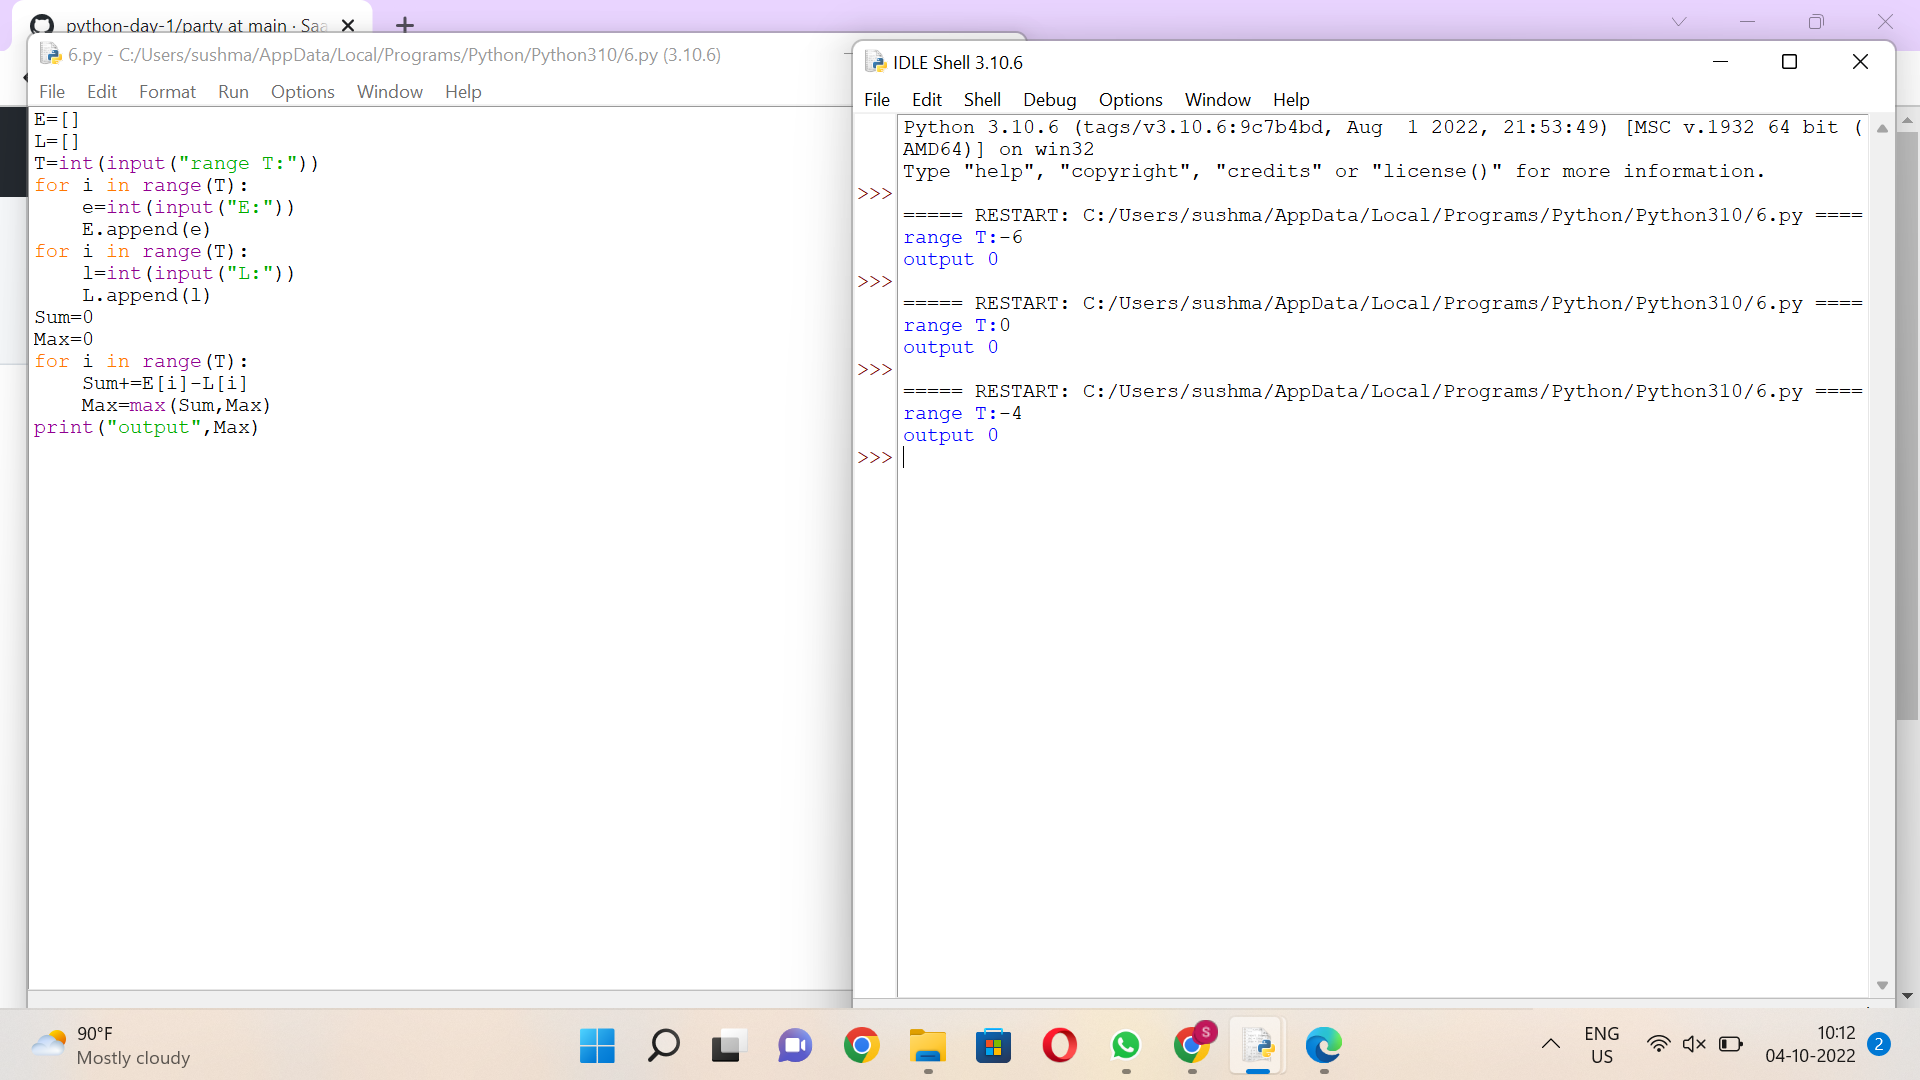 python-day-1/party at main · Saa
6.py - C:/Users/sushma/AppData/Local/Programs/Python/Python310/6.py (3.10.6)
File Edit Format Run Options Window Help
E=[]
L=[]
T=int(input("range T:"))
for i in range(T):
    e=int(input("E:"))
    E.append(e)
for i in range(T):
    l=int(input("L:"))
    L.append(l)
Sum=0
Max=0
for i in range(T):
    Sum+=E[i]-L[i]
    Max=max(Sum,Max)
print("output",Max)
IDLE Shell 3.10.6
File Edit Shell Debug Options Window Help
Python 3.10.6 (tags/v3.10.6:9c7b4bd, Aug  1 2022, 21:53:49) [MSC v.1932 64 bit (
AMD64)] on win32
Type "help", "copyright", "credits" or "license()" for more information.
>>>
===== RESTART: C:/Users/sushma/AppData/Local/Programs/Python/Python310/6.py ====
range T:-6
output 0
>>>
===== RESTART: C:/Users/sushma/AppData/Local/Programs/Python/Python310/6.py ====
range T:0
output 0
>>>
===== RESTART: C:/Users/sushma/AppData/Local/Programs/Python/Python310/6.py ====
range T:-4
output 0
>>>
90°F
Mostly cloudy
S
ENG
US
10:12
04-10-2022
2